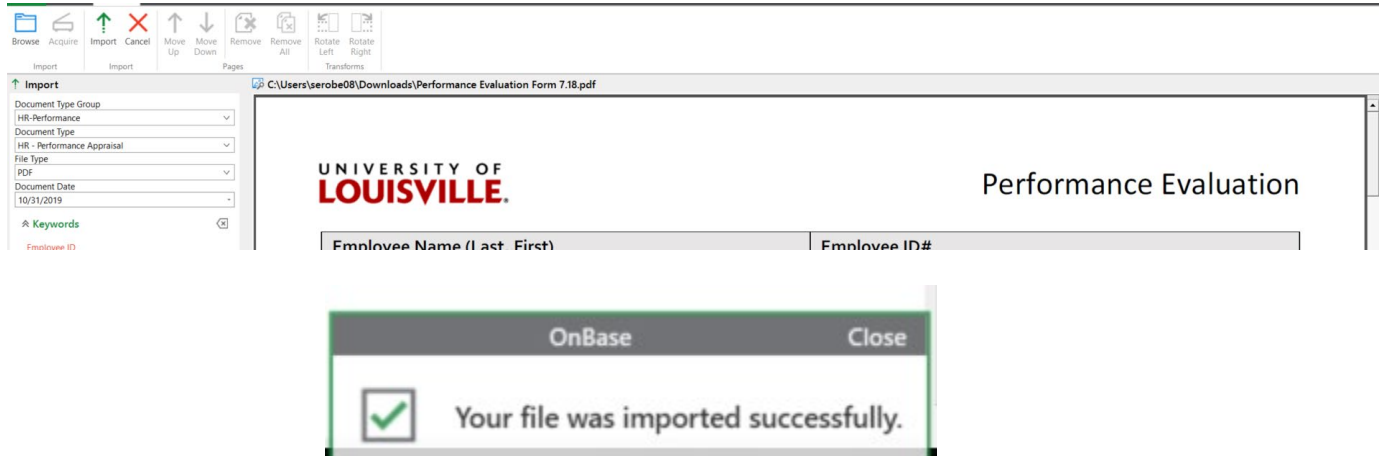 Browse Acquire Import Cancel Move Up Move Down Remove Remove All Rotate Left Rotate Right
Import Import Pages Transforms
Import
C:\Users\serobe08\Downloads\Performance Evaluation Form 7.18.pdf
Document Type Group
HR-Performance
Document Type
HR - Performance Appraisal
File Type
PDF
Document Date
10/31/2019
Keywords
Employee ID
UNIVERSITY OF
LOUISVILLE.
Performance Evaluation
Employee Name (Last, First)
Employee ID#
OnBase
Close
Your file was imported successfully.